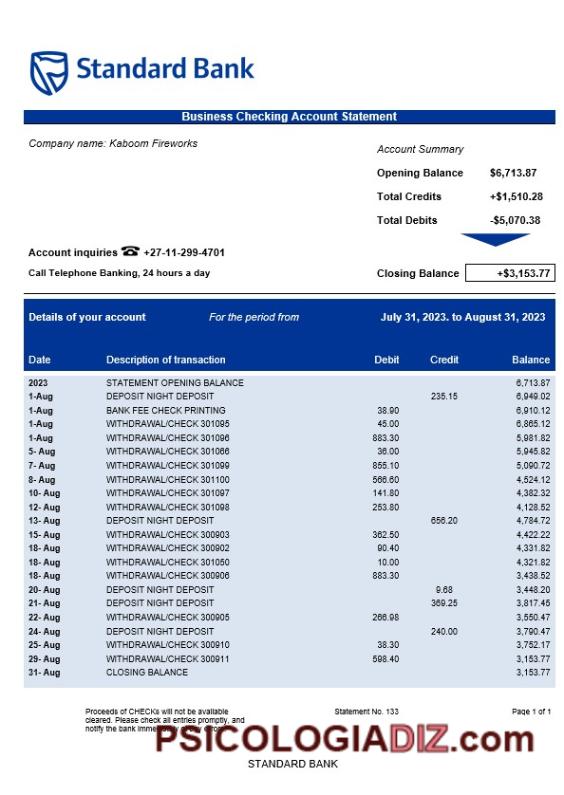 Standard Bank
Business Checking Account Statement
Company name: Kaboom Fireworks
Account Summary
Opening Balance $6,713.87
Total Credits +$1,510.28
Total Debits -$5,070.38
Account inquiries ☎ +27-11-299-4701
Call Telephone Banking, 24 hours a day
Closing Balance +$3,153.77
Details of your account For the period from July 31, 2023. to August 31, 2023
Date Description of transaction Debit Credit Balance
2023 STATEMENT OPENING BALANCE 6,713.87
1-Aug DEPOSIT NIGHT DEPOSIT 235.15 6,949.02
1-Aug BANK FEE CHECK PRINTING 38.90 6,910.12
1-Aug WITHDRAWAL/CHECK 301095 45.00 6,865.12
1-Aug WITHDRAWAL/CHECK 301096 883.30 5,981.82
5- Aug WITHDRAWAL/CHECK 301066 36.00 5,945.82
7- Aug WITHDRAWAL/CHECK 301099 855.10 5,090.72
8- Aug WITHDRAWAL/CHECK 301100 566.60 4,524.12
10- Aug WITHDRAWAL/CHECK 301097 141.80 4,382.32
12- Aug WITHDRAWAL/CHECK 301098 253.80 4,128.52
13- Aug DEPOSIT NIGHT DEPOSIT 656.20 4,784.72
15- Aug WITHDRAWAL/CHECK 300903 362.50 4,422.22
18- Aug WITHDRAWAL/CHECK 300902 90.40 4,331.82
18- Aug WITHDRAWAL/CHECK 301050 10.00 4,321.82
18- Aug WITHDRAWAL/CHECK 300906 883.30 3,438.52
20- Aug DEPOSIT NIGHT DEPOSIT 9.68 3,448.20
21- Aug DEPOSIT NIGHT DEPOSIT 369.25 3,817.45
22- Aug WITHDRAWAL/CHECK 300905 266.98 3,550.47
24- Aug DEPOSIT NIGHT DEPOSIT 240.00 3,790.47
25- Aug WITHDRAWAL/CHECK 300910 38.30 3,752.17
29- Aug WITHDRAWAL/CHECK 300911 598.40 3,153.77
31- Aug CLOSING BALANCE 3,153.77
Proceeds of CHECKs will not be available Statement No. 133 Page 1 of 1
cleared. Please check all entries promptly, and
notify the bank
PSICOLOGIADIZ.com
STANDARD BANK